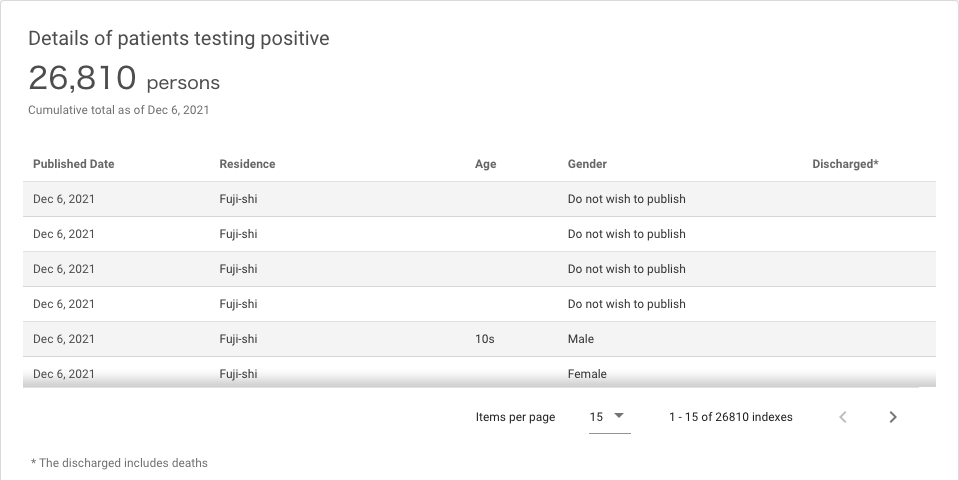 Details of patients testing positive
26,810 persons
Cumulative total as of Dec 6, 2021
Published Date Residence Age Gender Discharged*
Dec 6, 2021 Fuji-shi Do not wish to publish
Dec 6, 2021 Fuji-shi Do not wish to publish
Dec 6, 2021 Fuji-shi Do not wish to publish
Dec 6, 2021 Fuji-shi Do not wish to publish
Dec 6, 2021 Fuji-shi 10s Male
Dec 6, 2021 Fuji-shi Female
Items per page 15 1 - 15 of 26810 indexes
* The discharged includes deaths